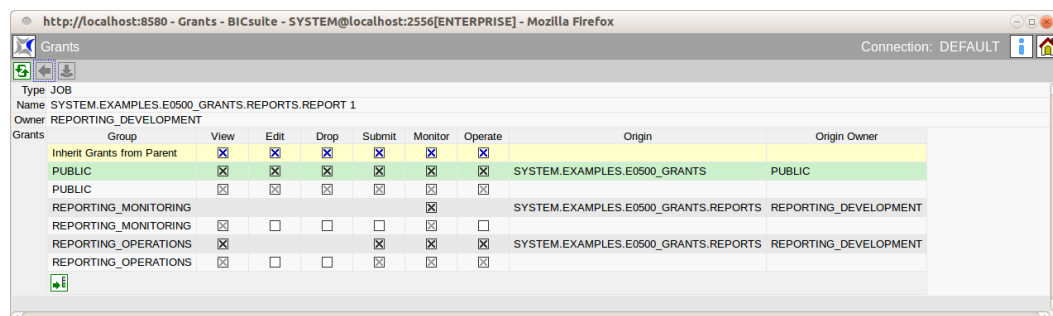 http://localhost:8580 - Grants - BICsuite - SYSTEM@localhost:2556[ENTERPRISE] - Mozilla Firefox
Grants Connection: DEFAULT
Type JOB
Name SYSTEM.EXAMPLES.E0500_GRANTS.REPORTS.REPORT 1
Owner REPORTING_DEVELOPMENT
Grants Group View Edit Drop Submit Monitor Operate Origin Origin Owner
Inherit Grants from Parent
PUBLIC SYSTEM.EXAMPLES.E0500_GRANTS PUBLIC
PUBLIC
REPORTING_MONITORING SYSTEM.EXAMPLES.E0500_GRANTS.REPORTS REPORTING_DEVELOPMENT
REPORTING_MONITORING
REPORTING_OPERATIONS SYSTEM.EXAMPLES.E0500_GRANTS.REPORTS REPORTING_DEVELOPMENT
REPORTING_OPERATIONS